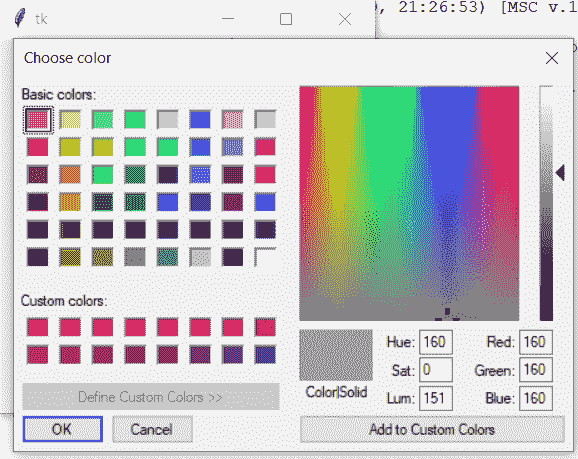 tk
), 21:26:53) [MSC v.1
Choose color
Basic colors:
Custom colors:
Define Custom Colors >>
OK
Cancel
Color|Solid
Hue: 160
Sat: 0
Lum: 151
Red: 160
Green: 160
Blue: 160
Add to Custom Colors